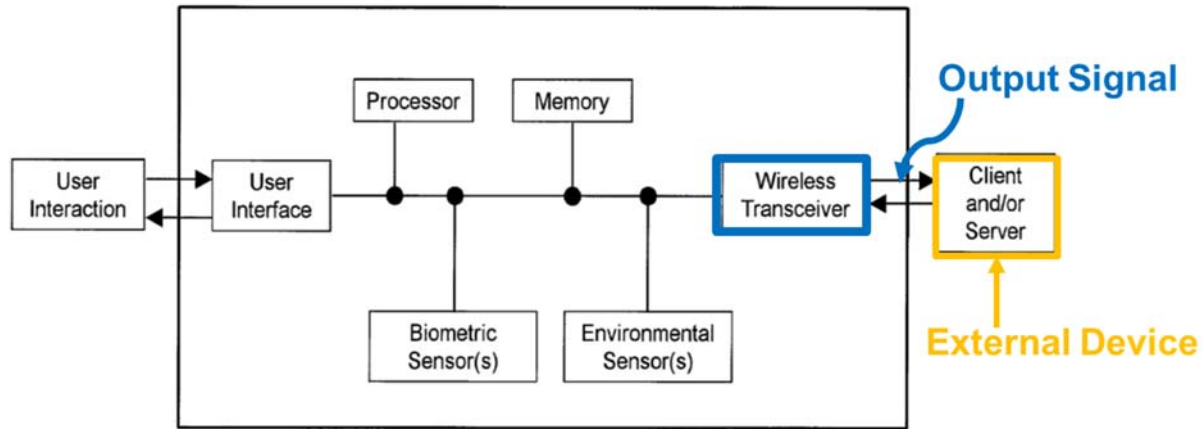 Output Signal
Processor
Memory
User
Interaction
User
Interface
Wireless
Transceiver
Client
and/or
Server
Biometric
Sensor(s)
Environmental
Sensor(s)
External Device